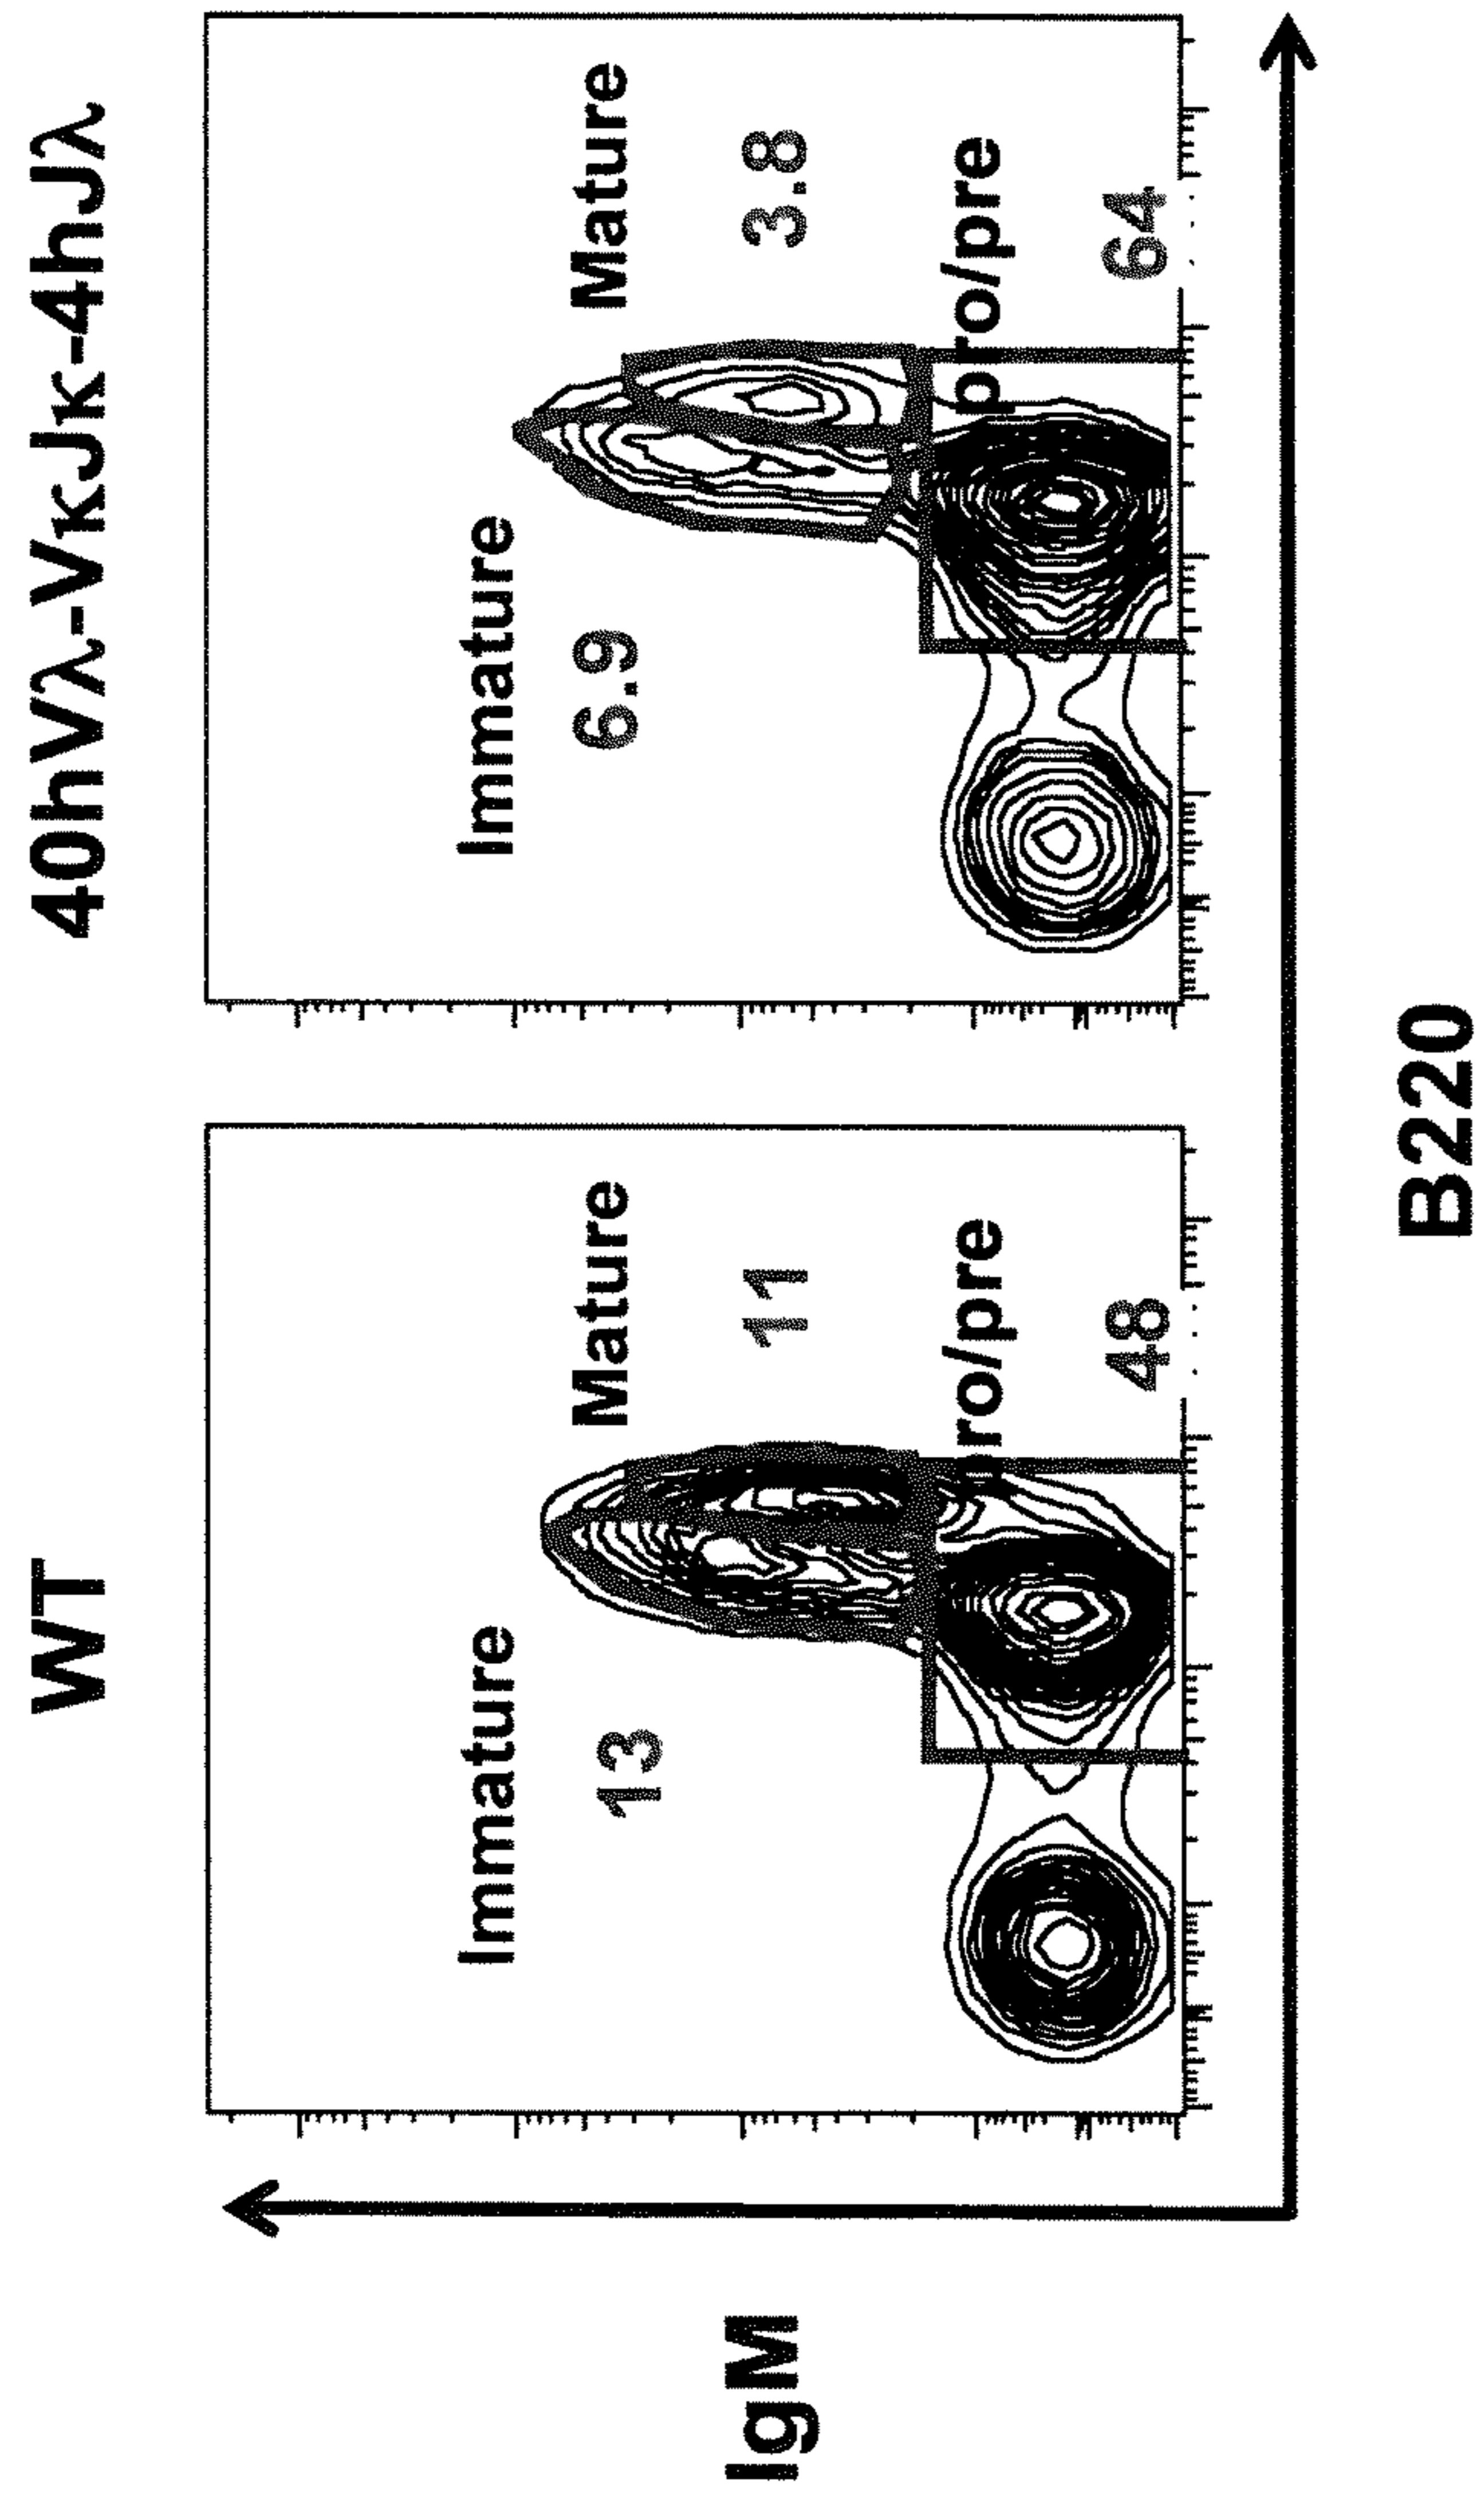 WT
40hVλ-VκJκ-4hJλ
Immature
13
Mature
11
pro/pre
48
Immature
6.9
Mature
3.8
pro/pre
64
IgM
B220